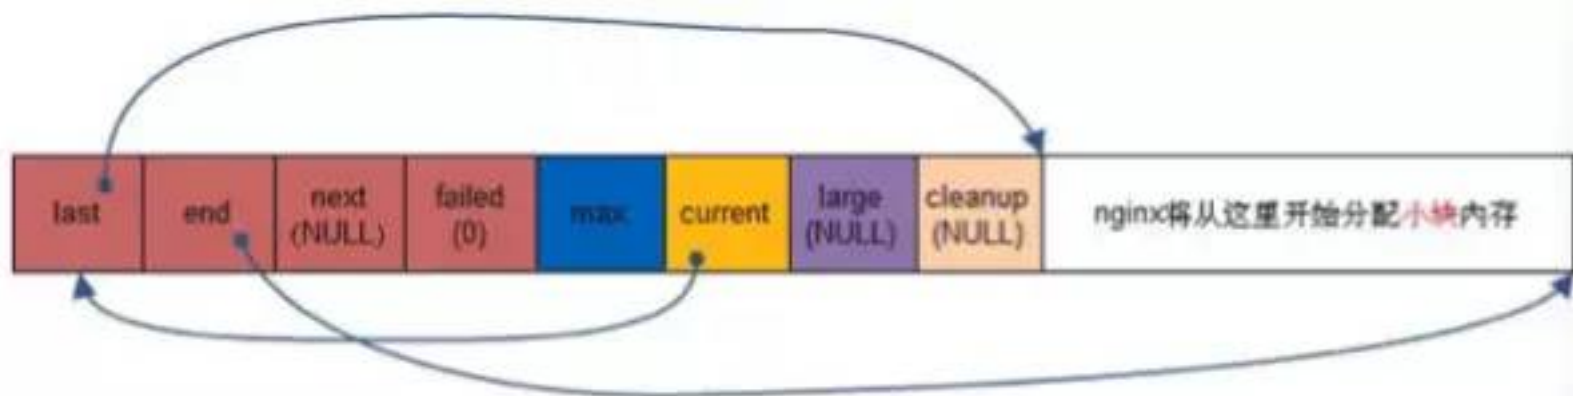 last
end
next
(NULL)
failed
(0)
max
current
large
(NULL)
cleanup
(NULL)
nginx将从这里开始分配小块内存